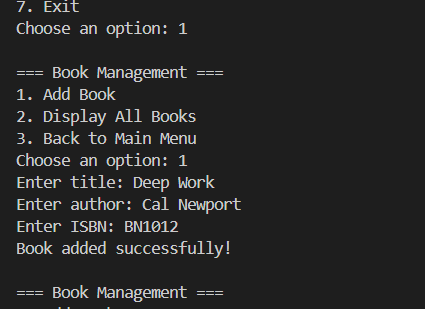 7. Exit
Choose an option: 1
=== Book Management ===
1. Add Book
2. Display All Books
3. Back to Main Menu
Choose an option: 1
Enter title: Deep Work
Enter author: Cal Newport
Enter ISBN: BN1012
Book added successfully!
=== Book Management ===